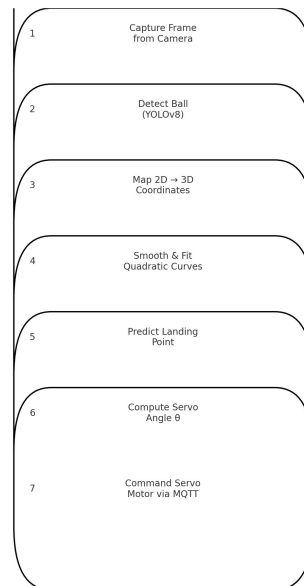 1
Capture Frame
from Camera
2
Detect Ball
(YOLOv8)
3
Map 2D → 3D
Coordinates
4
Smooth & Fit
Quadratic Curves
5
Predict Landing
Point
6
Compute Servo
Angle θ
7
Command Servo
Motor via MQTT